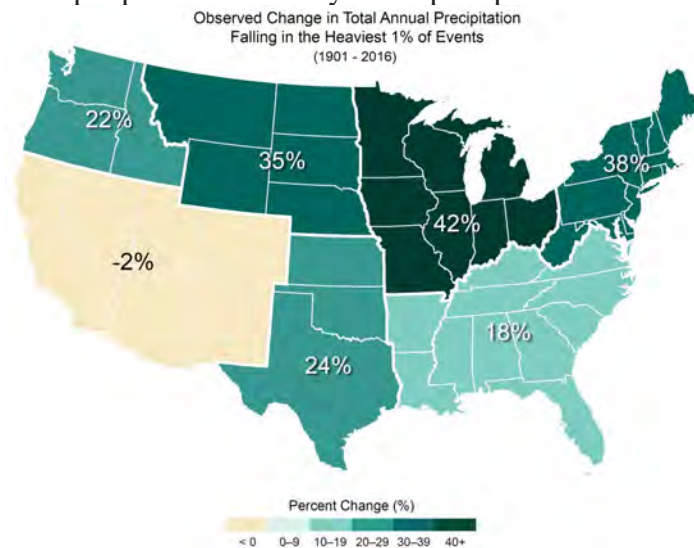 Observed Change in Total Annual Precipitation
Falling in the Heaviest 1% of Events
(1901 - 2016)
22%
35%
38%
42%
-2%
18%
24%
Percent Change (%)
< 0 0–9 10–19 20–29 30–39 40+